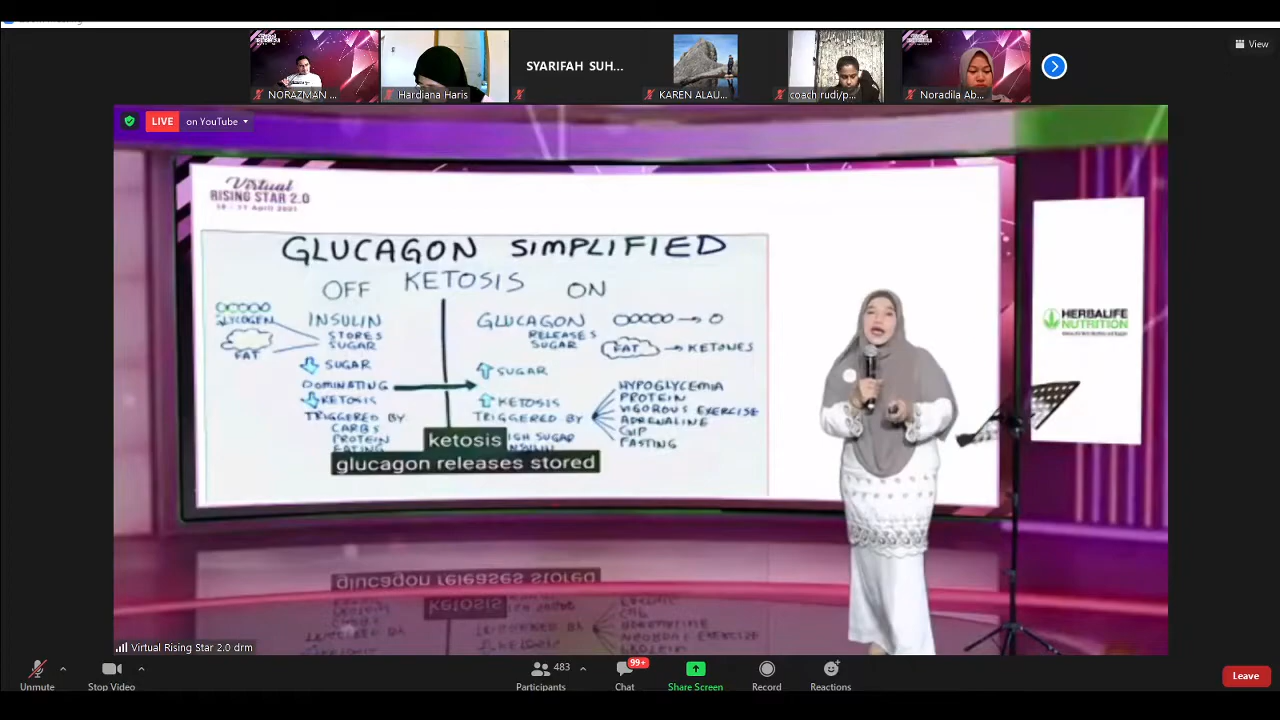 View
NORAZMAN ...
Hardiana Haris
SYARIFAH SUH...
KAREN ALAU...
coach rudi/p...
Noradila Ab...
LIVE on YouTube
Virtual
RISING STAR 2.0
GLUCAGON SIMPLIFIED
OFF KETOSIS ON
GLYCOGEN
FAT
INSULIN
STORES
SUGAR
SUGAR
DOMINATING
KETOSIS
TRIGGERED BY
CARBS
PROTEIN
EATING
GLUCAGON
RELEASES
SUGAR
FAT → KETONES
SUGAR
KETOSIS
TRIGGERED BY
HYPOGLYCEMIA
PROTEIN
VIGOROUS EXERCISE
ADRENALINE
GIP
FASTING
ketosis
glucagon releases stored
HERBALIFE
NUTRITION
Virtual Rising Star 2.0 drm
Unmute
Stop Video
483
Participants
99+
Chat
Share Screen
Record
Reactions
Leave